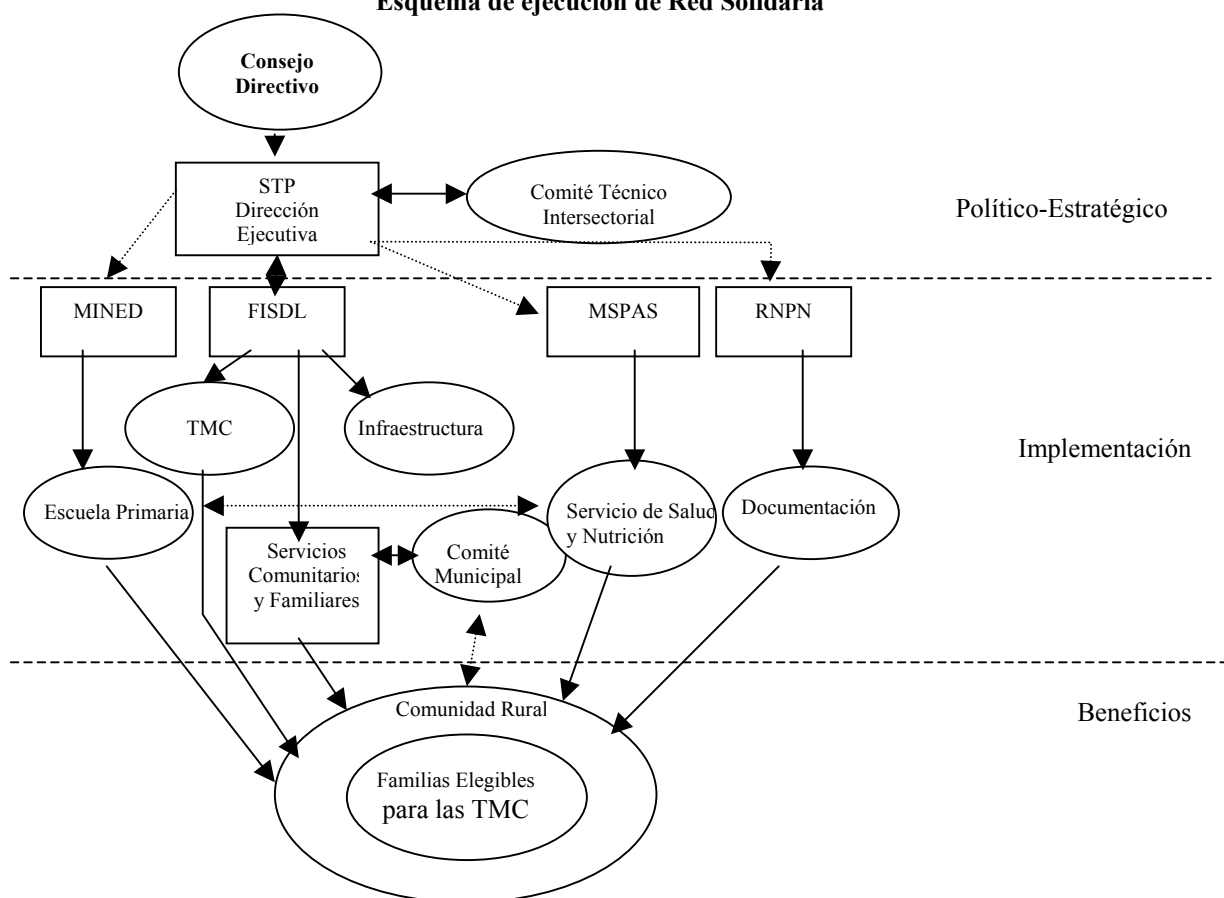 Esquema de ejecución de Red Solidaria
Consejo
Directivo
STP
Dirección
Ejecutiva
Comité Técnico
Intersectorial
Político-Estratégico
MINED
FISDL
MSPAS
RNPN
TMC
Infraestructura
Implementación
Escuela Primaria
Servicio de Salud
y Nutrición
Documentación
Servicios
Comunitarios
y Familiares
Comité
Municipal
Comunidad Rural
Beneficios
Familias Elegibles
para las TMC